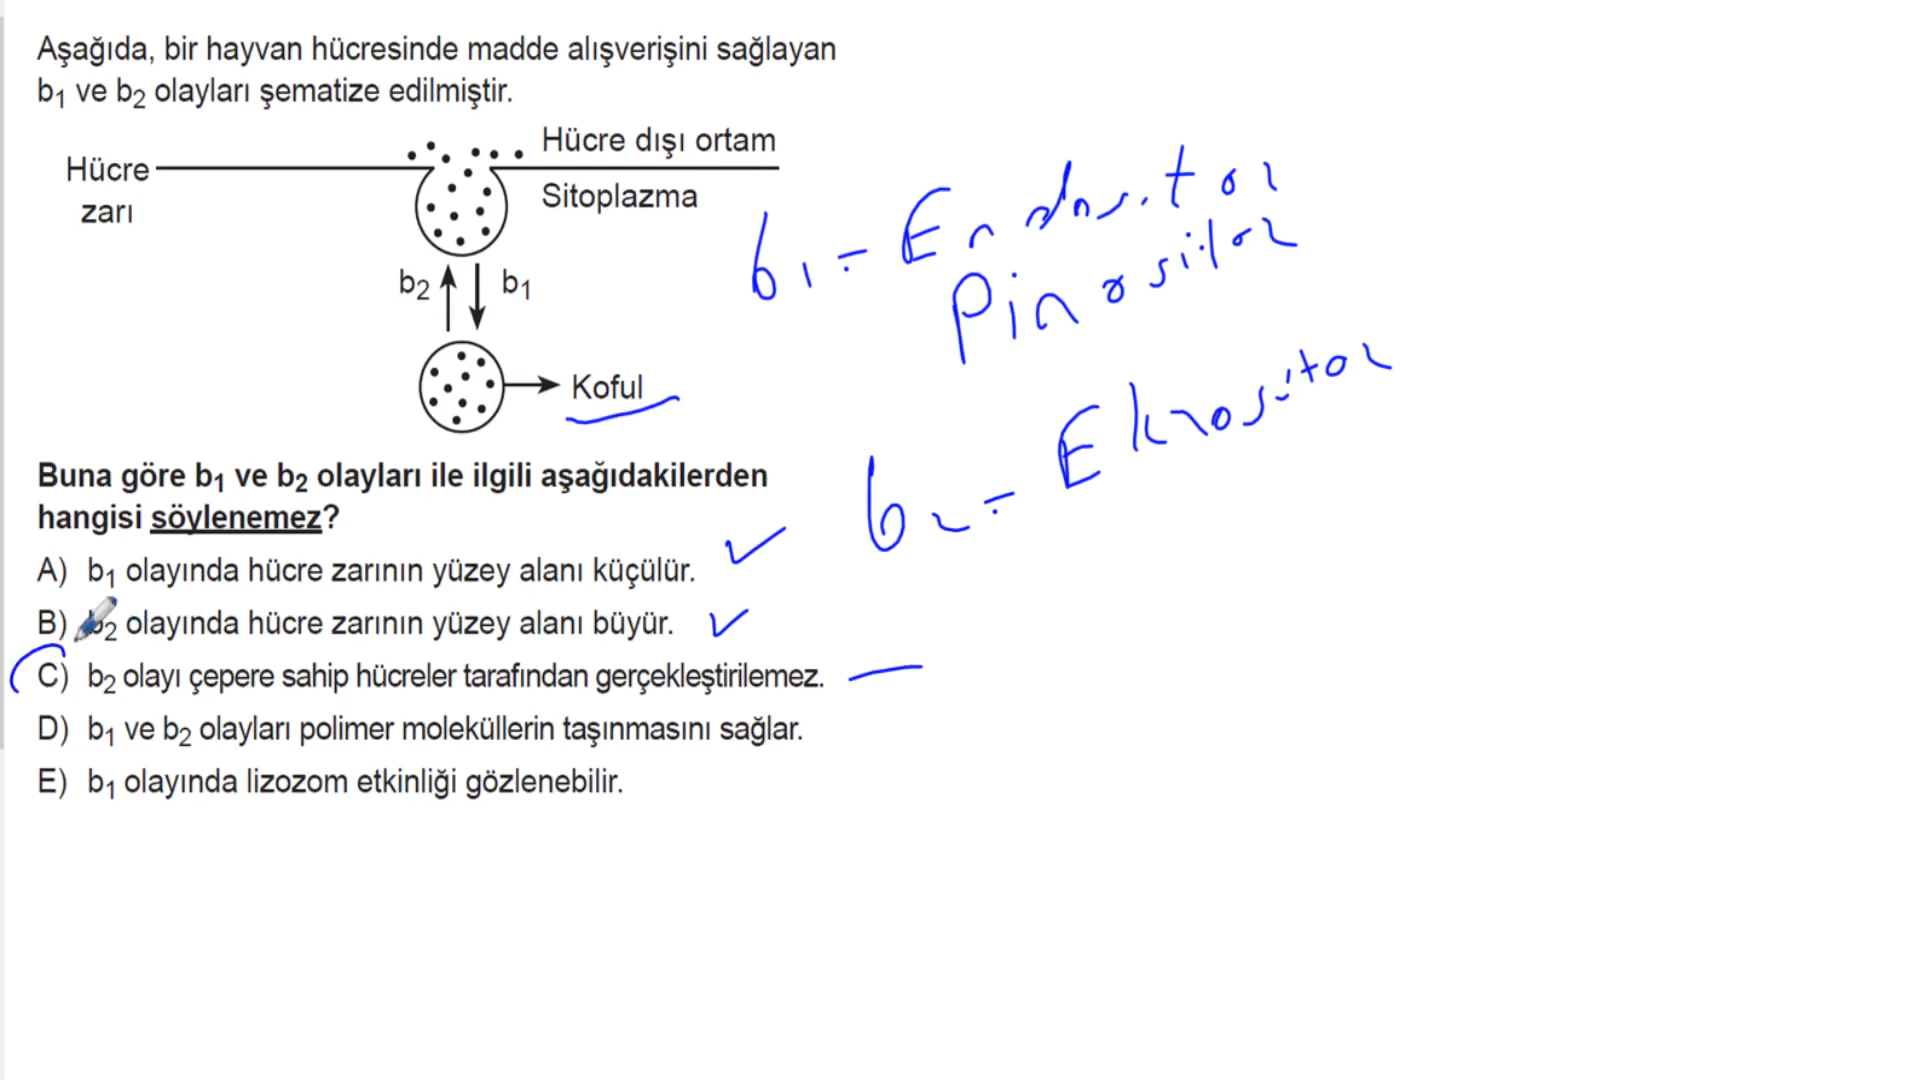 Aşağıda, bir hayvan hücresinde madde alışverişini sağlayan
b1 ve b2 olayları şematize edilmiştir.
Hücre dışı ortam
Hücre
zarı
Sitoplazma
b2
b1
Koful
b1 = Endositoz
Pinositoz
b2 = Ekzositoz
Buna göre b1 ve b2 olayları ile ilgili aşağıdakilerden
hangisi söylenemez?
A) b1 olayında hücre zarının yüzey alanı küçülür.
B) b2 olayında hücre zarının yüzey alanı büyür.
C) b2 olayı çepere sahip hücreler tarafından gerçekleştirilemez.
D) b1 ve b2 olayları polimer moleküllerin taşınmasını sağlar.
E) b1 olayında lizozom etkinliği gözlenebilir.